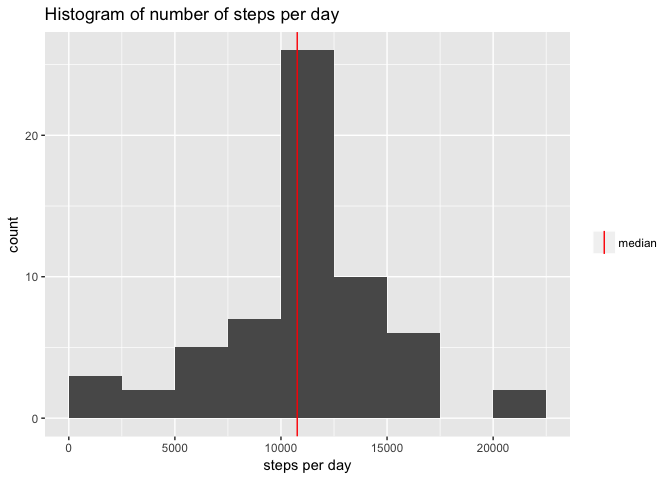 Histogram of number of steps per day
count
20
10
0
0 5000 10000 15000 20000
steps per day
median